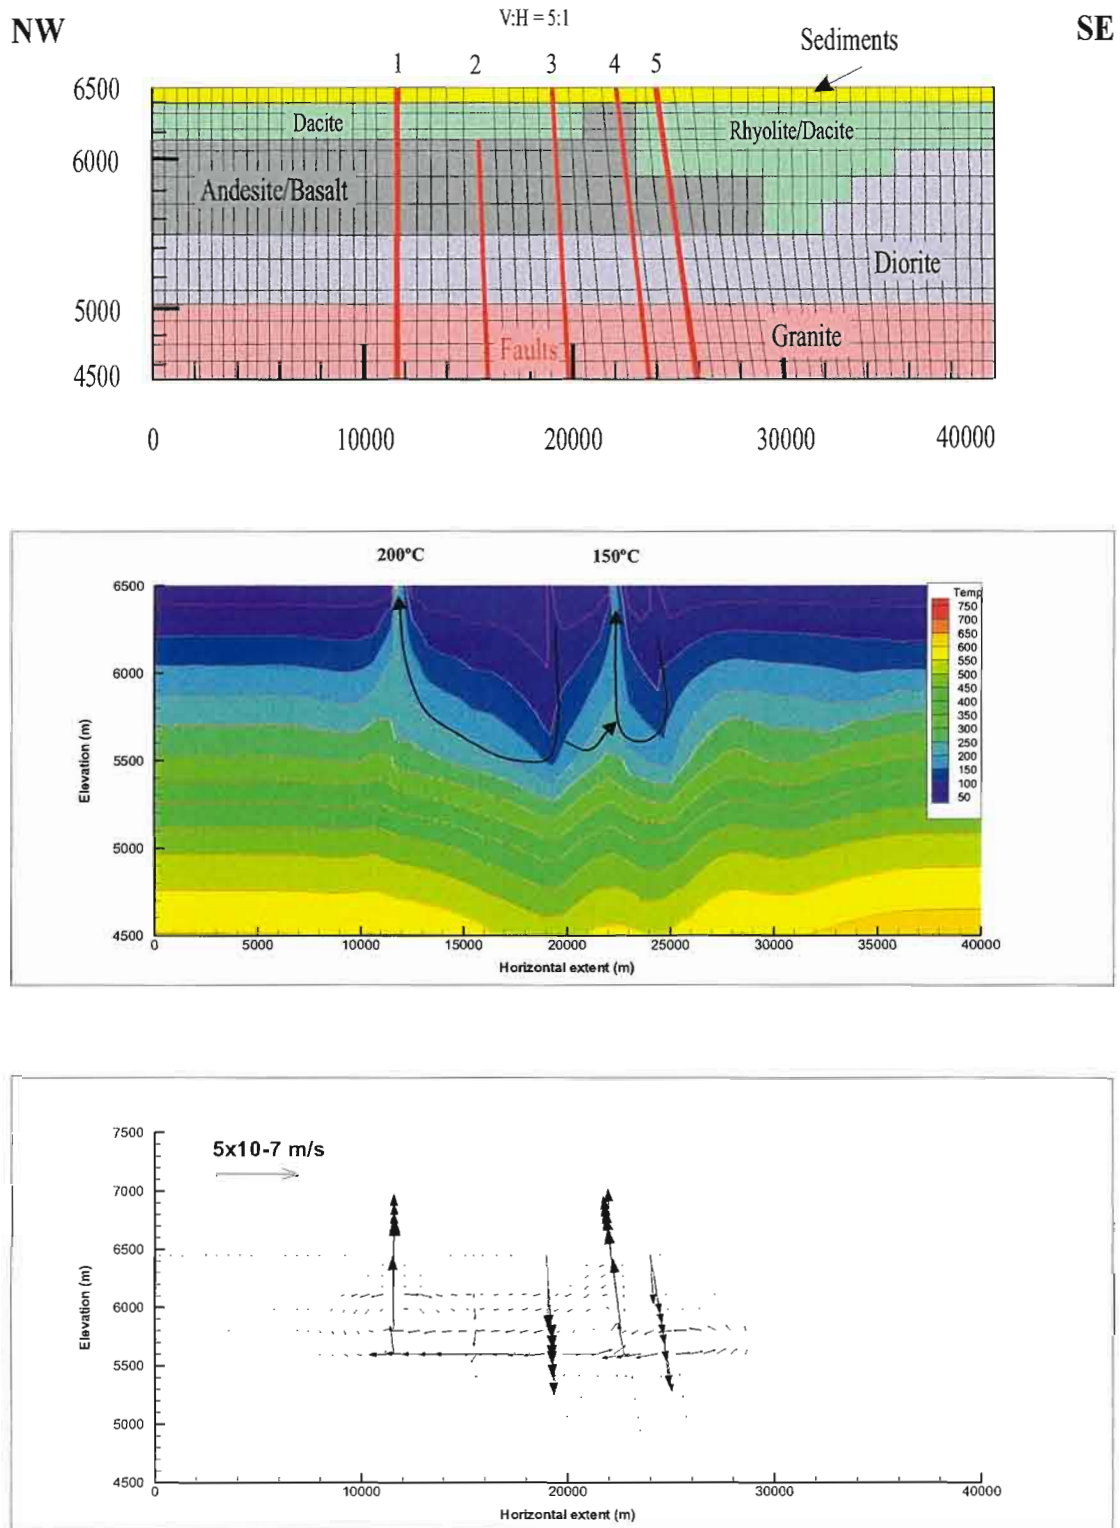 NW V:H = 5:1 SE
Sediments
1 2 3 4 5
6500
Dacite Rhyolite/Dacite
6000
Andesite/Basalt
Diorite
5000
Granite
Faults
4500
0 10000 20000 30000 40000
200°C 150°C
6500
Temp
750
700
650
600
550
450
400
350
300
250
200
150
100
50
6000
5500
5000
4500
Elevation (m)
0 5000 10000 15000 20000 25000 30000 35000 40000
Horizontal extent (m)
7500
5x10-7 m/s
7000
6500
6000
5500
5000
4500
Elevation (m)
0 10000 20000 30000 40000
Horizontal extent (m)